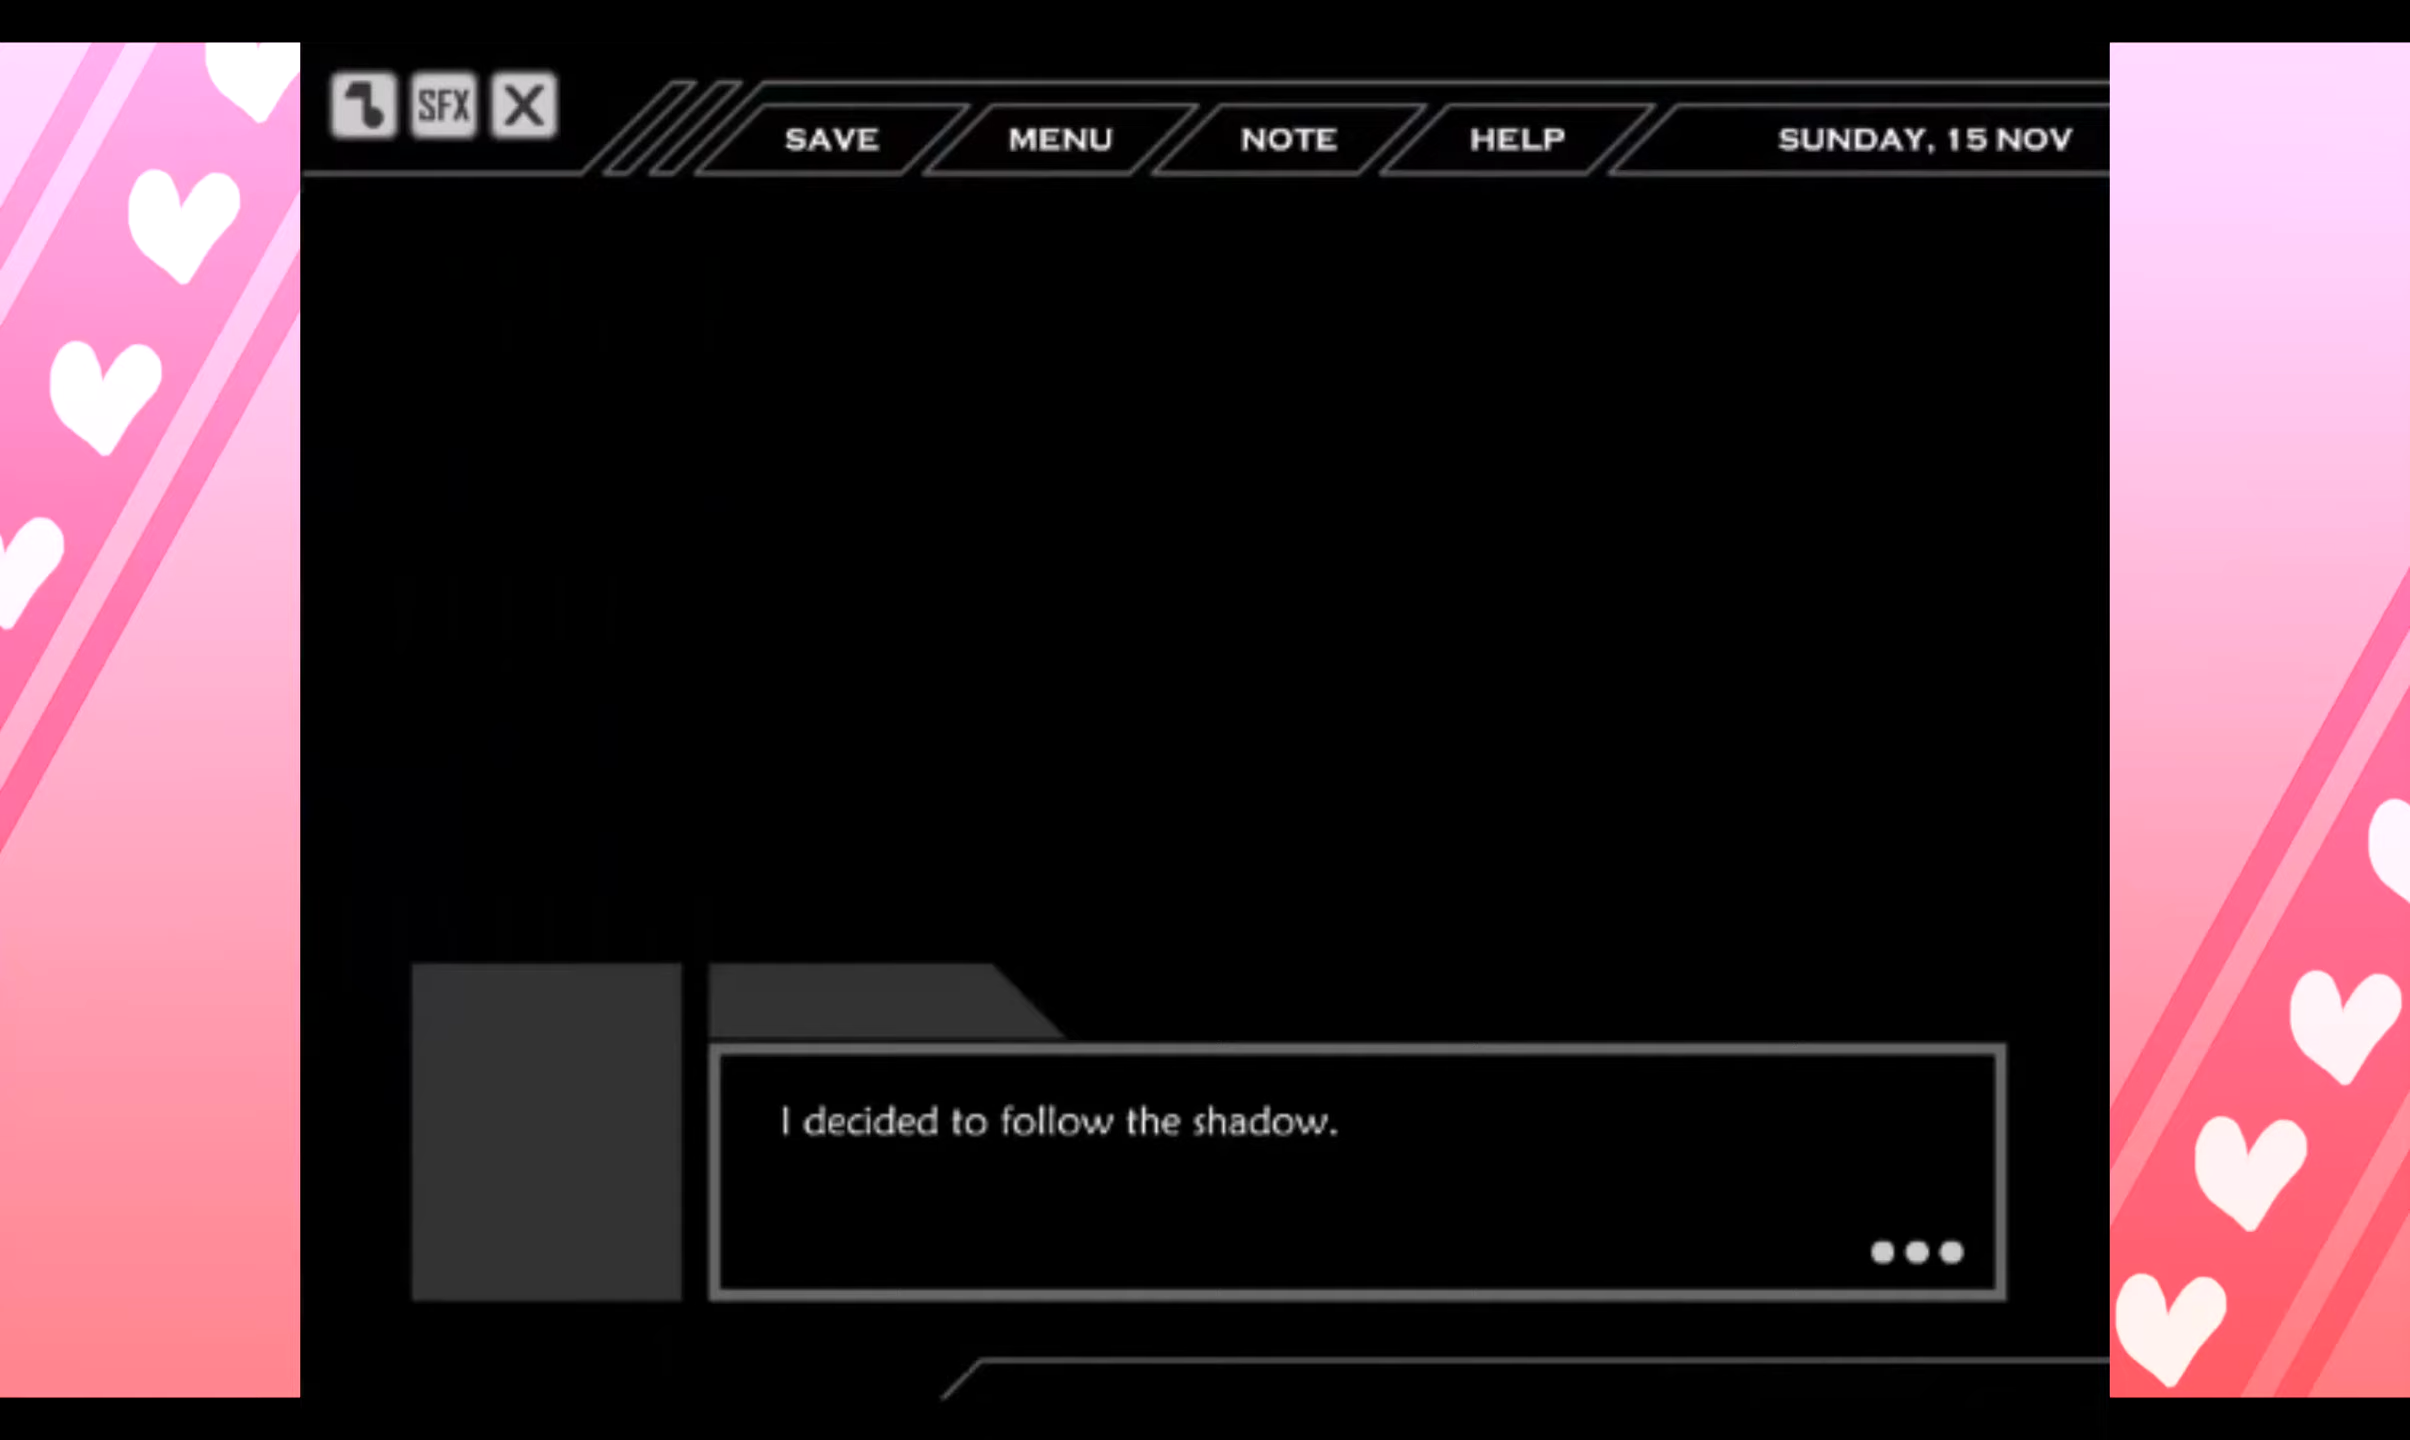 SFX X
SAVE MENU NOTE HELP SUNDAY, 15 NOV
I decided to follow the shadow.